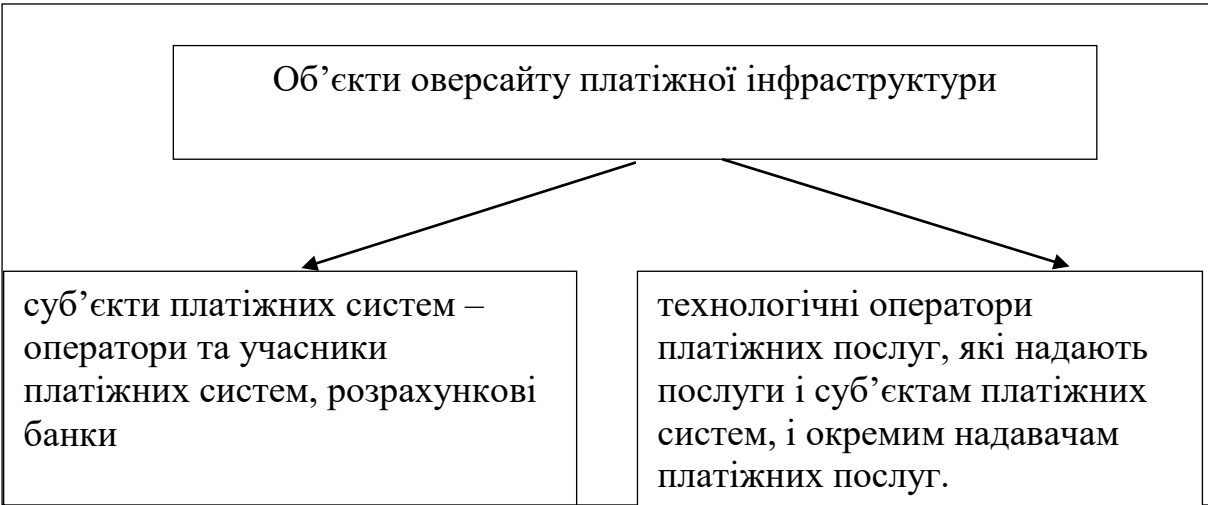 Об’єкти оверсайту платіжної інфраструктури
суб’єкти платіжних систем –
оператори та учасники
платіжних систем, розрахункові
банки
технологічні оператори
платіжних послуг, які надають
послуги і суб’єктам платіжних
систем, і окремим надавачам
платіжних послуг.